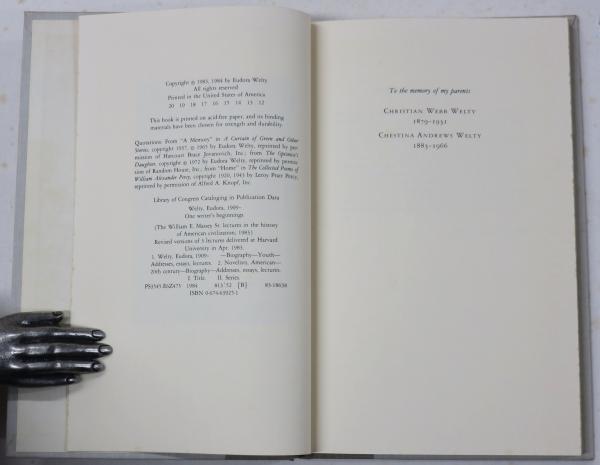 Copyright © 1983, 1984 by Eudora Welty
All rights reserved
Printed in the United States of America
20 19 18 17 16 15 14 13 12
This book is printed on acid-free paper, and its binding
materials have been chosen for strength and durability.
Quotations: From "A Memory" in A Curtain of Green and Other
Stories, copyright 1937, © 1965 by Eudora Welty, reprinted by per-
mission of Harcourt Brace Jovanovich, Inc.; from The Optimist's
Daughter, copyright © 1972 by Eudora Welty, reprinted by permission
of Random House, Inc.; from "Home" in The Collected Poems of
William Alexander Percy, copyright 1920, 1943 by Leroy Pratt Percy,
reprinted by permission of Alfred A. Knopf, Inc.
Library of Congress Cataloging in Publication Data
Welty, Eudora, 1909-
One writer's beginnings.
(The William E. Massey Sr. lectures in the history
of American civilization; 1983)
Revised versions of 3 lectures delivered at Harvard
University in Apr. 1983.
1. Welty, Eudora, 1909- —Biography—Youth—
Addresses, essays, lectures. 2. Novelists, American—
20th century—Biography—Addresses, essays, lectures.
I. Title. II. Series.
PS3545.E6Z475 1984 813'.52 [B] 83-18638
ISBN 0-674-63925-1
To the memory of my parents
CHRISTIAN WEBB WELTY
1879–1931
CHESTINA ANDREWS WELTY
1883–1966